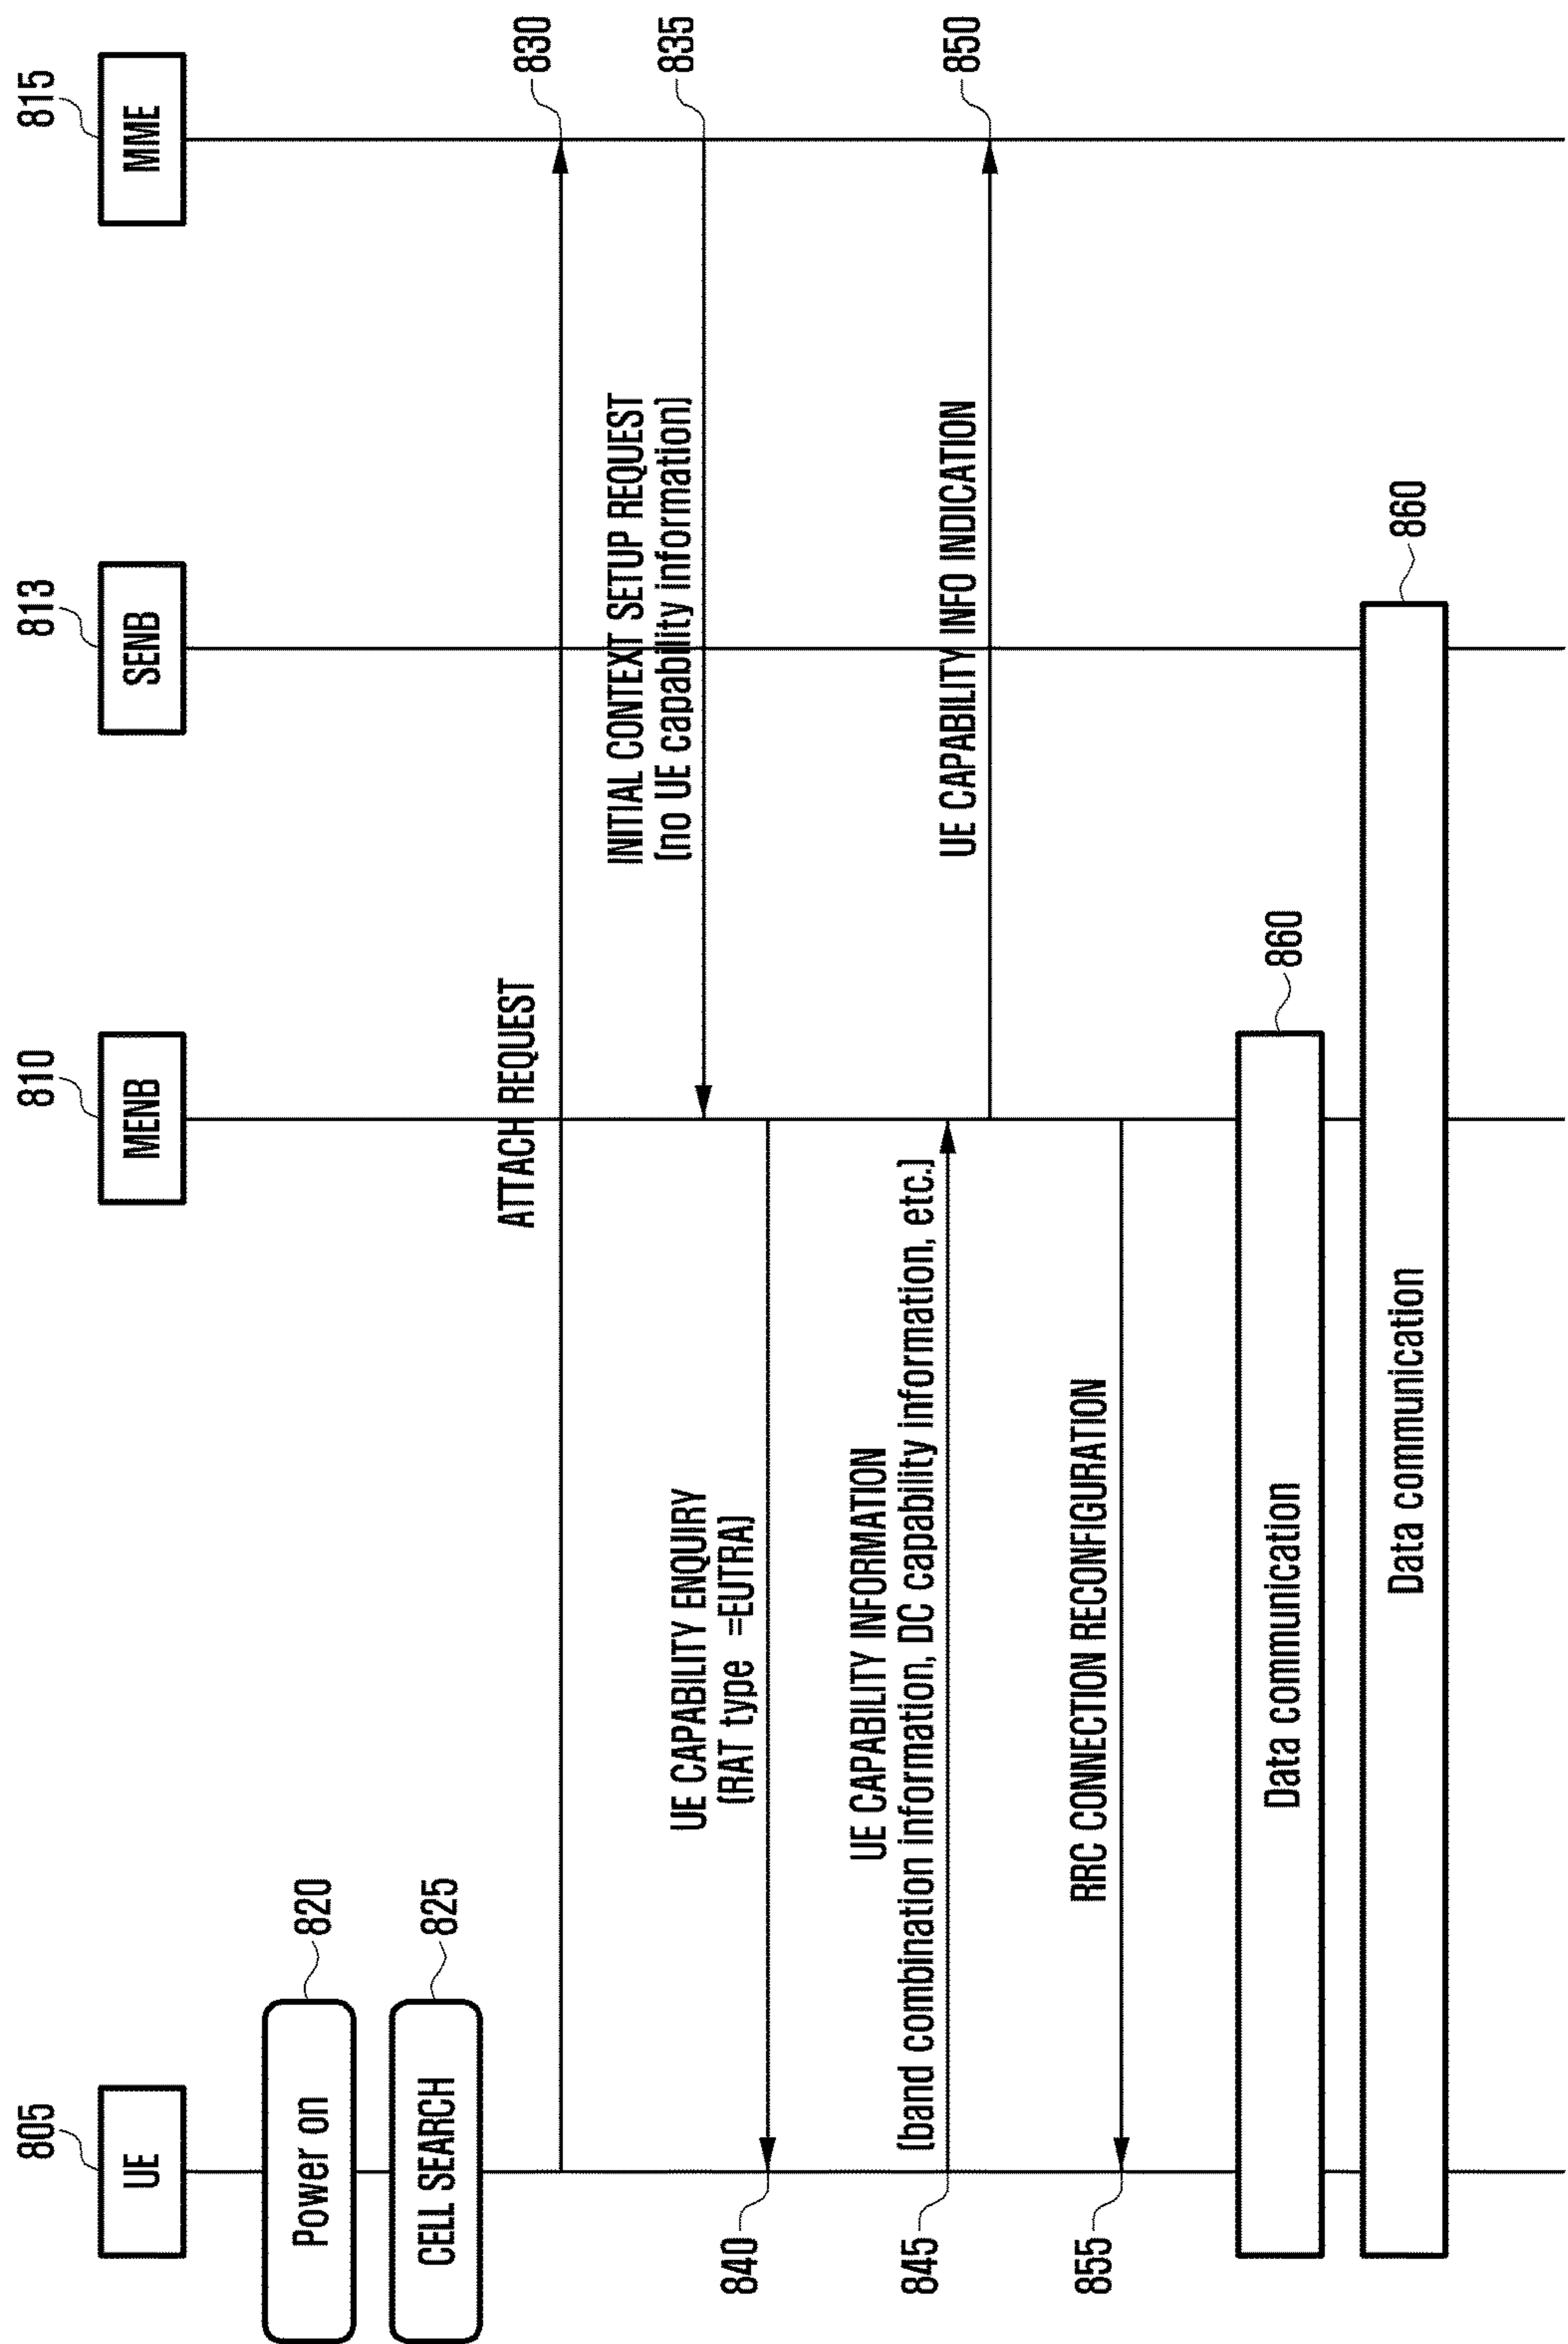 805
810
813
815
UE
MENB
SENB
MME
Power on
820
CELL SEARCH
825
ATTACH REQUEST
830
INITIAL CONTEXT SETUP REQUEST
(no UE capability information)
835
UE CAPABILITY ENQUIRY
(RAT type =EUTRA)
840
UE CAPABILITY INFORMATION
(band combination information, DC capability information, etc.)
845
UE CAPABILITY INFO INDICATION
850
RRC CONNECTION RECONFIGURATION
855
Data communication
860
Data communication
860